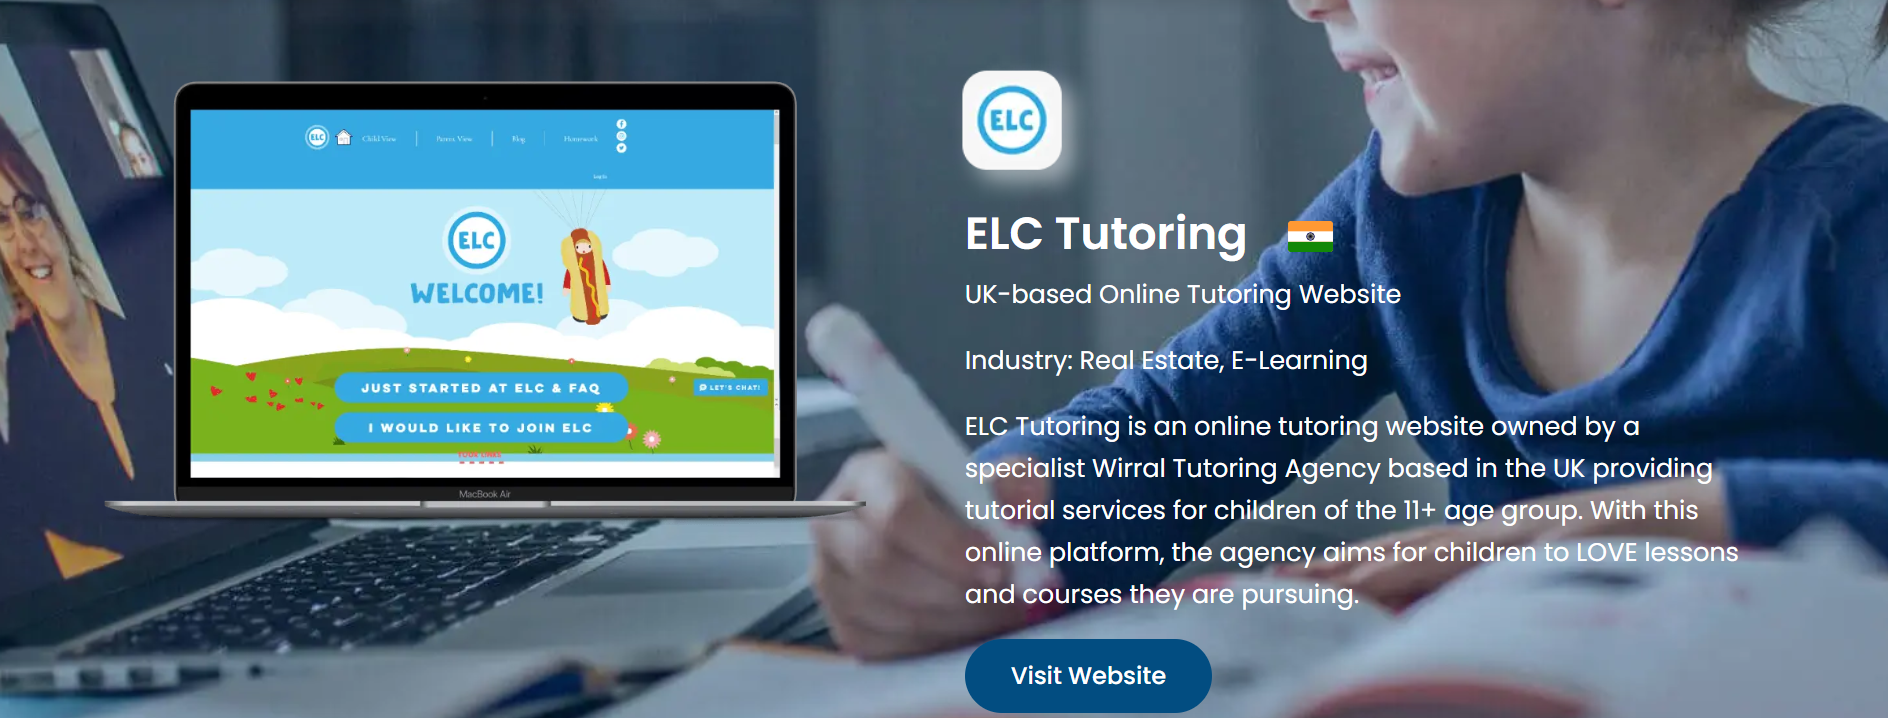 ELC
Child View
Parent View
Blog
Homework
Log In
ELC
WELCOME!
JUST STARTED AT ELC & FAQ
LET'S CHAT!
I WOULD LIKE TO JOIN ELC
YOUR LINKS
MacBook Air
ELC
ELC Tutoring
UK-based Online Tutoring Website
Industry: Real Estate, E-Learning
ELC Tutoring is an online tutoring website owned by a
specialist Wirral Tutoring Agency based in the UK providing
tutorial services for children of the 11+ age group. With this
online platform, the agency aims for children to LOVE lessons
and courses they are pursuing.
Visit Website